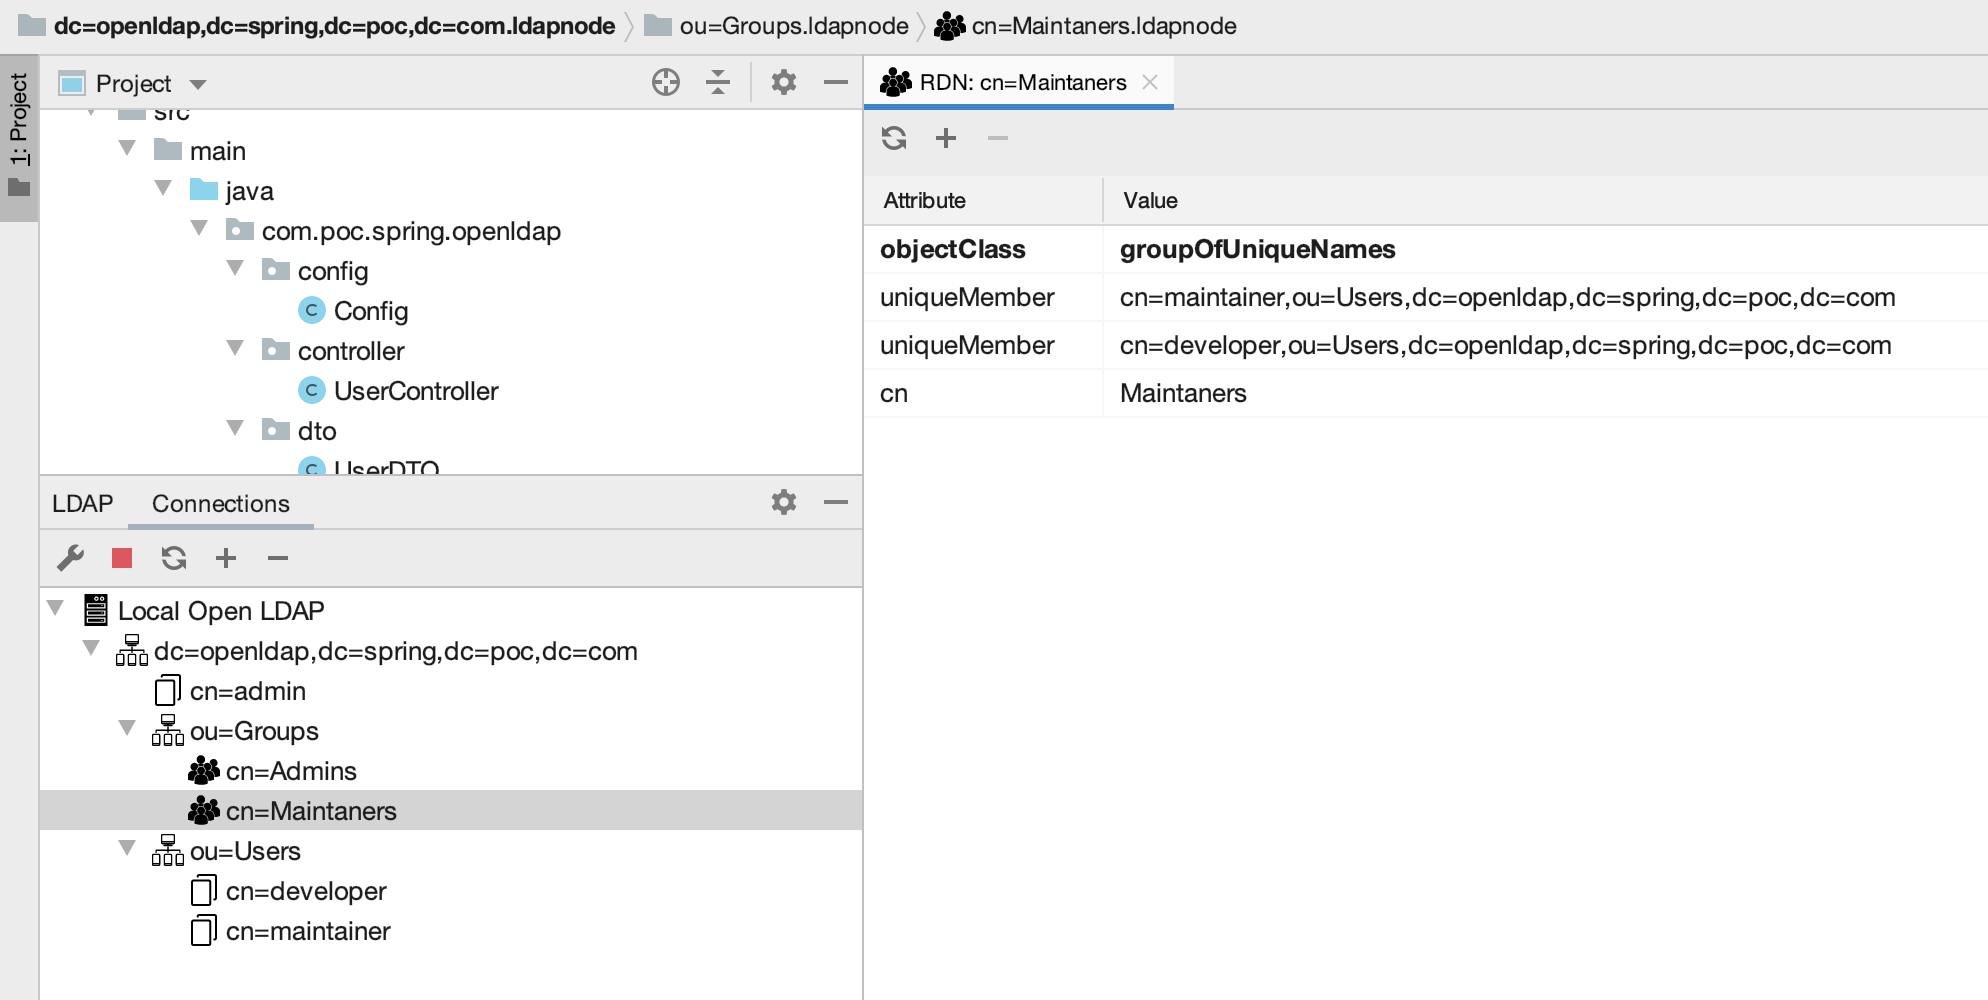 dc=openldap,dc=spring,dc=poc,dc=com.ldapnode ou=Groups.ldapnode cn=Maintaners.ldapnode
1: Project
Project
src
main
java
com.poc.spring.openldap
config
C Config
controller
C UserController
dto
C UserDTO
LDAP Connections
Local Open LDAP
dc=openldap,dc=spring,dc=poc,dc=com
cn=admin
ou=Groups
cn=Admins
cn=Maintaners
ou=Users
cn=developer
cn=maintainer
RDN: cn=Maintaners
Attribute Value
objectClass groupOfUniqueNames
uniqueMember cn=maintainer,ou=Users,dc=openldap,dc=spring,dc=poc,dc=com
uniqueMember cn=developer,ou=Users,dc=openldap,dc=spring,dc=poc,dc=com
cn Maintaners